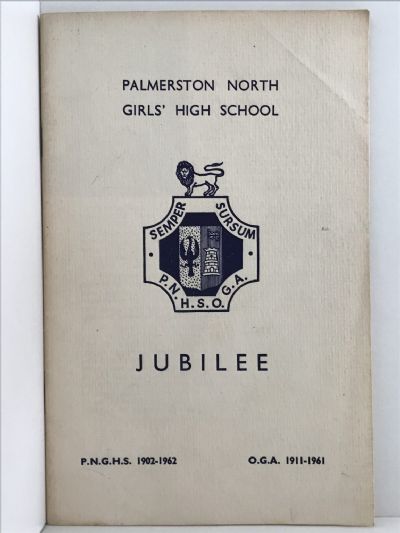 PALMERSTON NORTH
GIRLS' HIGH SCHOOL
SEMPER SURSUM
P.N.H.S.O.G.A.
JUBILEE
P.N.G.H.S. 1902-1962 O.G.A. 1911-1961